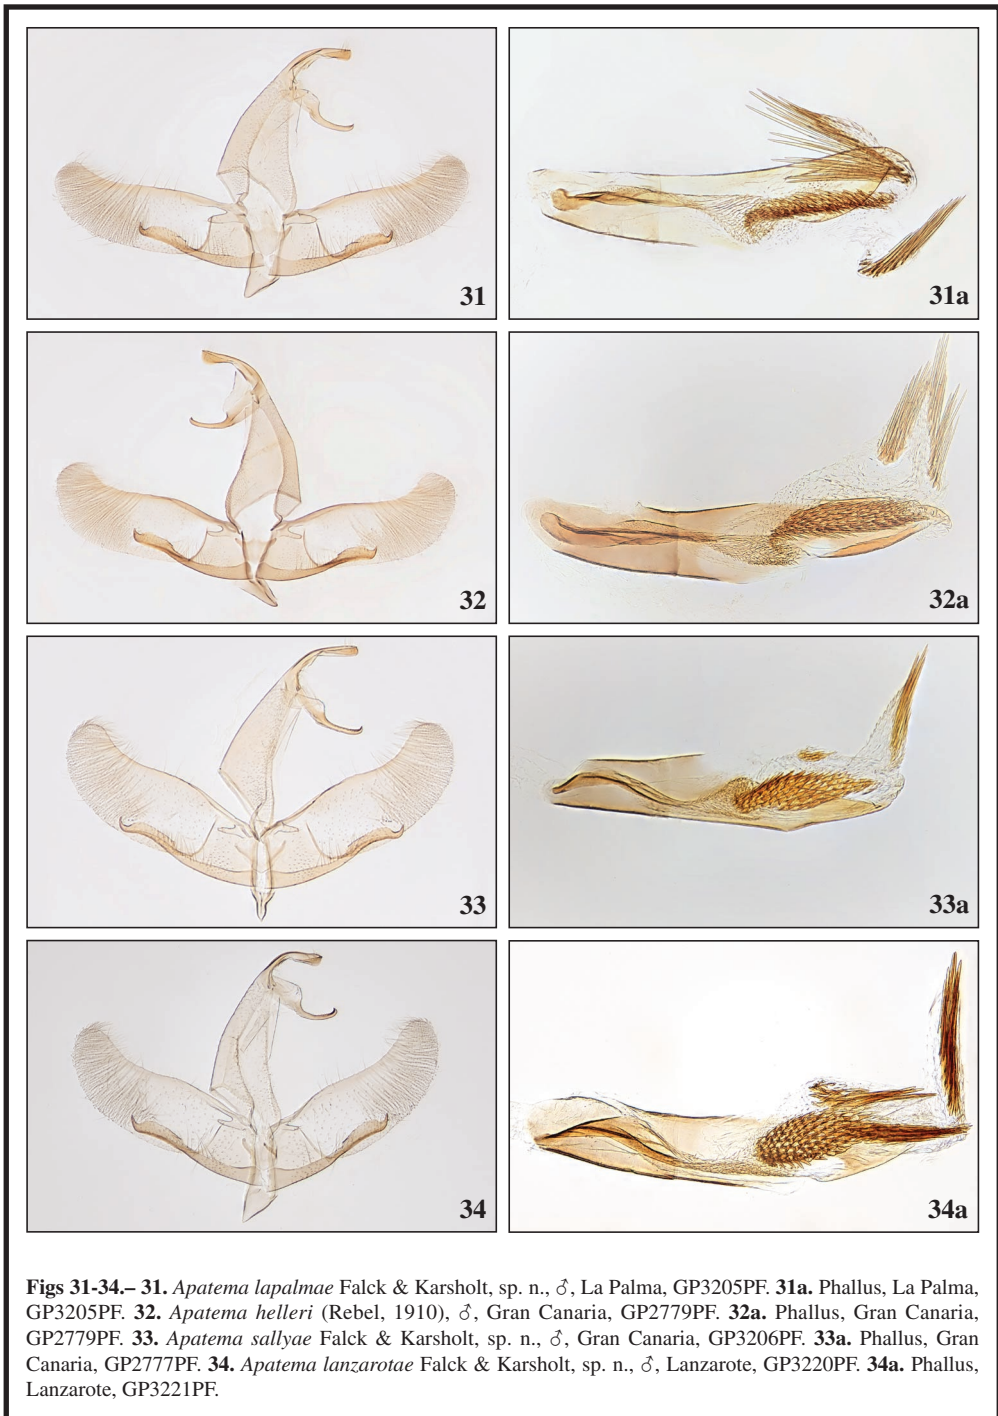 31
31a
32
32a
33
33a
34
34a
Figs 31-34.– 31. Apatema lapalmae Falck & Karsholt, sp. n., ♂, La Palma, GP3205PF. 31a. Phallus, La Palma,
GP3205PF. 32. Apatema helleri (Rebel, 1910), ♂, Gran Canaria, GP2779PF. 32a. Phallus, Gran Canaria,
GP2779PF. 33. Apatema sallyae Falck & Karsholt, sp. n., ♂, Gran Canaria, GP3206PF. 33a. Phallus, Gran
Canaria, GP2777PF. 34. Apatema lanzarotae Falck & Karsholt, sp. n., ♂, Lanzarote, GP3220PF. 34a. Phallus,
Lanzarote, GP3221PF.